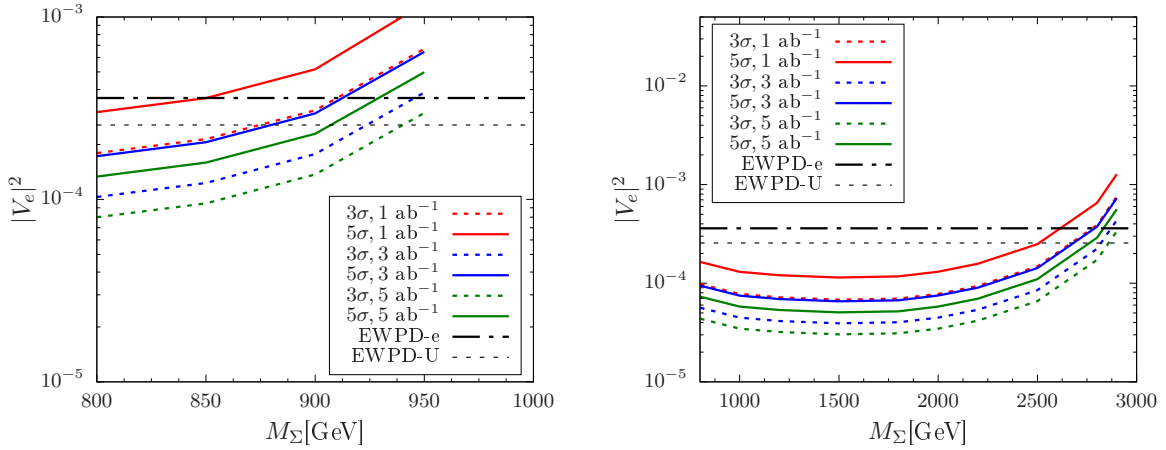 10⁻³
10⁻⁴
10⁻⁵
|Vₑ|²
800
850
900
950
1000
M_Σ[GeV]
3σ, 1 ab⁻¹
5σ, 1 ab⁻¹
3σ, 3 ab⁻¹
5σ, 3 ab⁻¹
3σ, 5 ab⁻¹
5σ, 5 ab⁻¹
EWPD-e
EWPD-U
10⁻²
10⁻³
10⁻⁴
10⁻⁵
|Vₑ|²
1000
1500
2000
2500
3000
M_Σ[GeV]
3σ, 1 ab⁻¹
5σ, 1 ab⁻¹
3σ, 3 ab⁻¹
5σ, 3 ab⁻¹
3σ, 5 ab⁻¹
5σ, 5 ab⁻¹
EWPD-e
EWPD-U